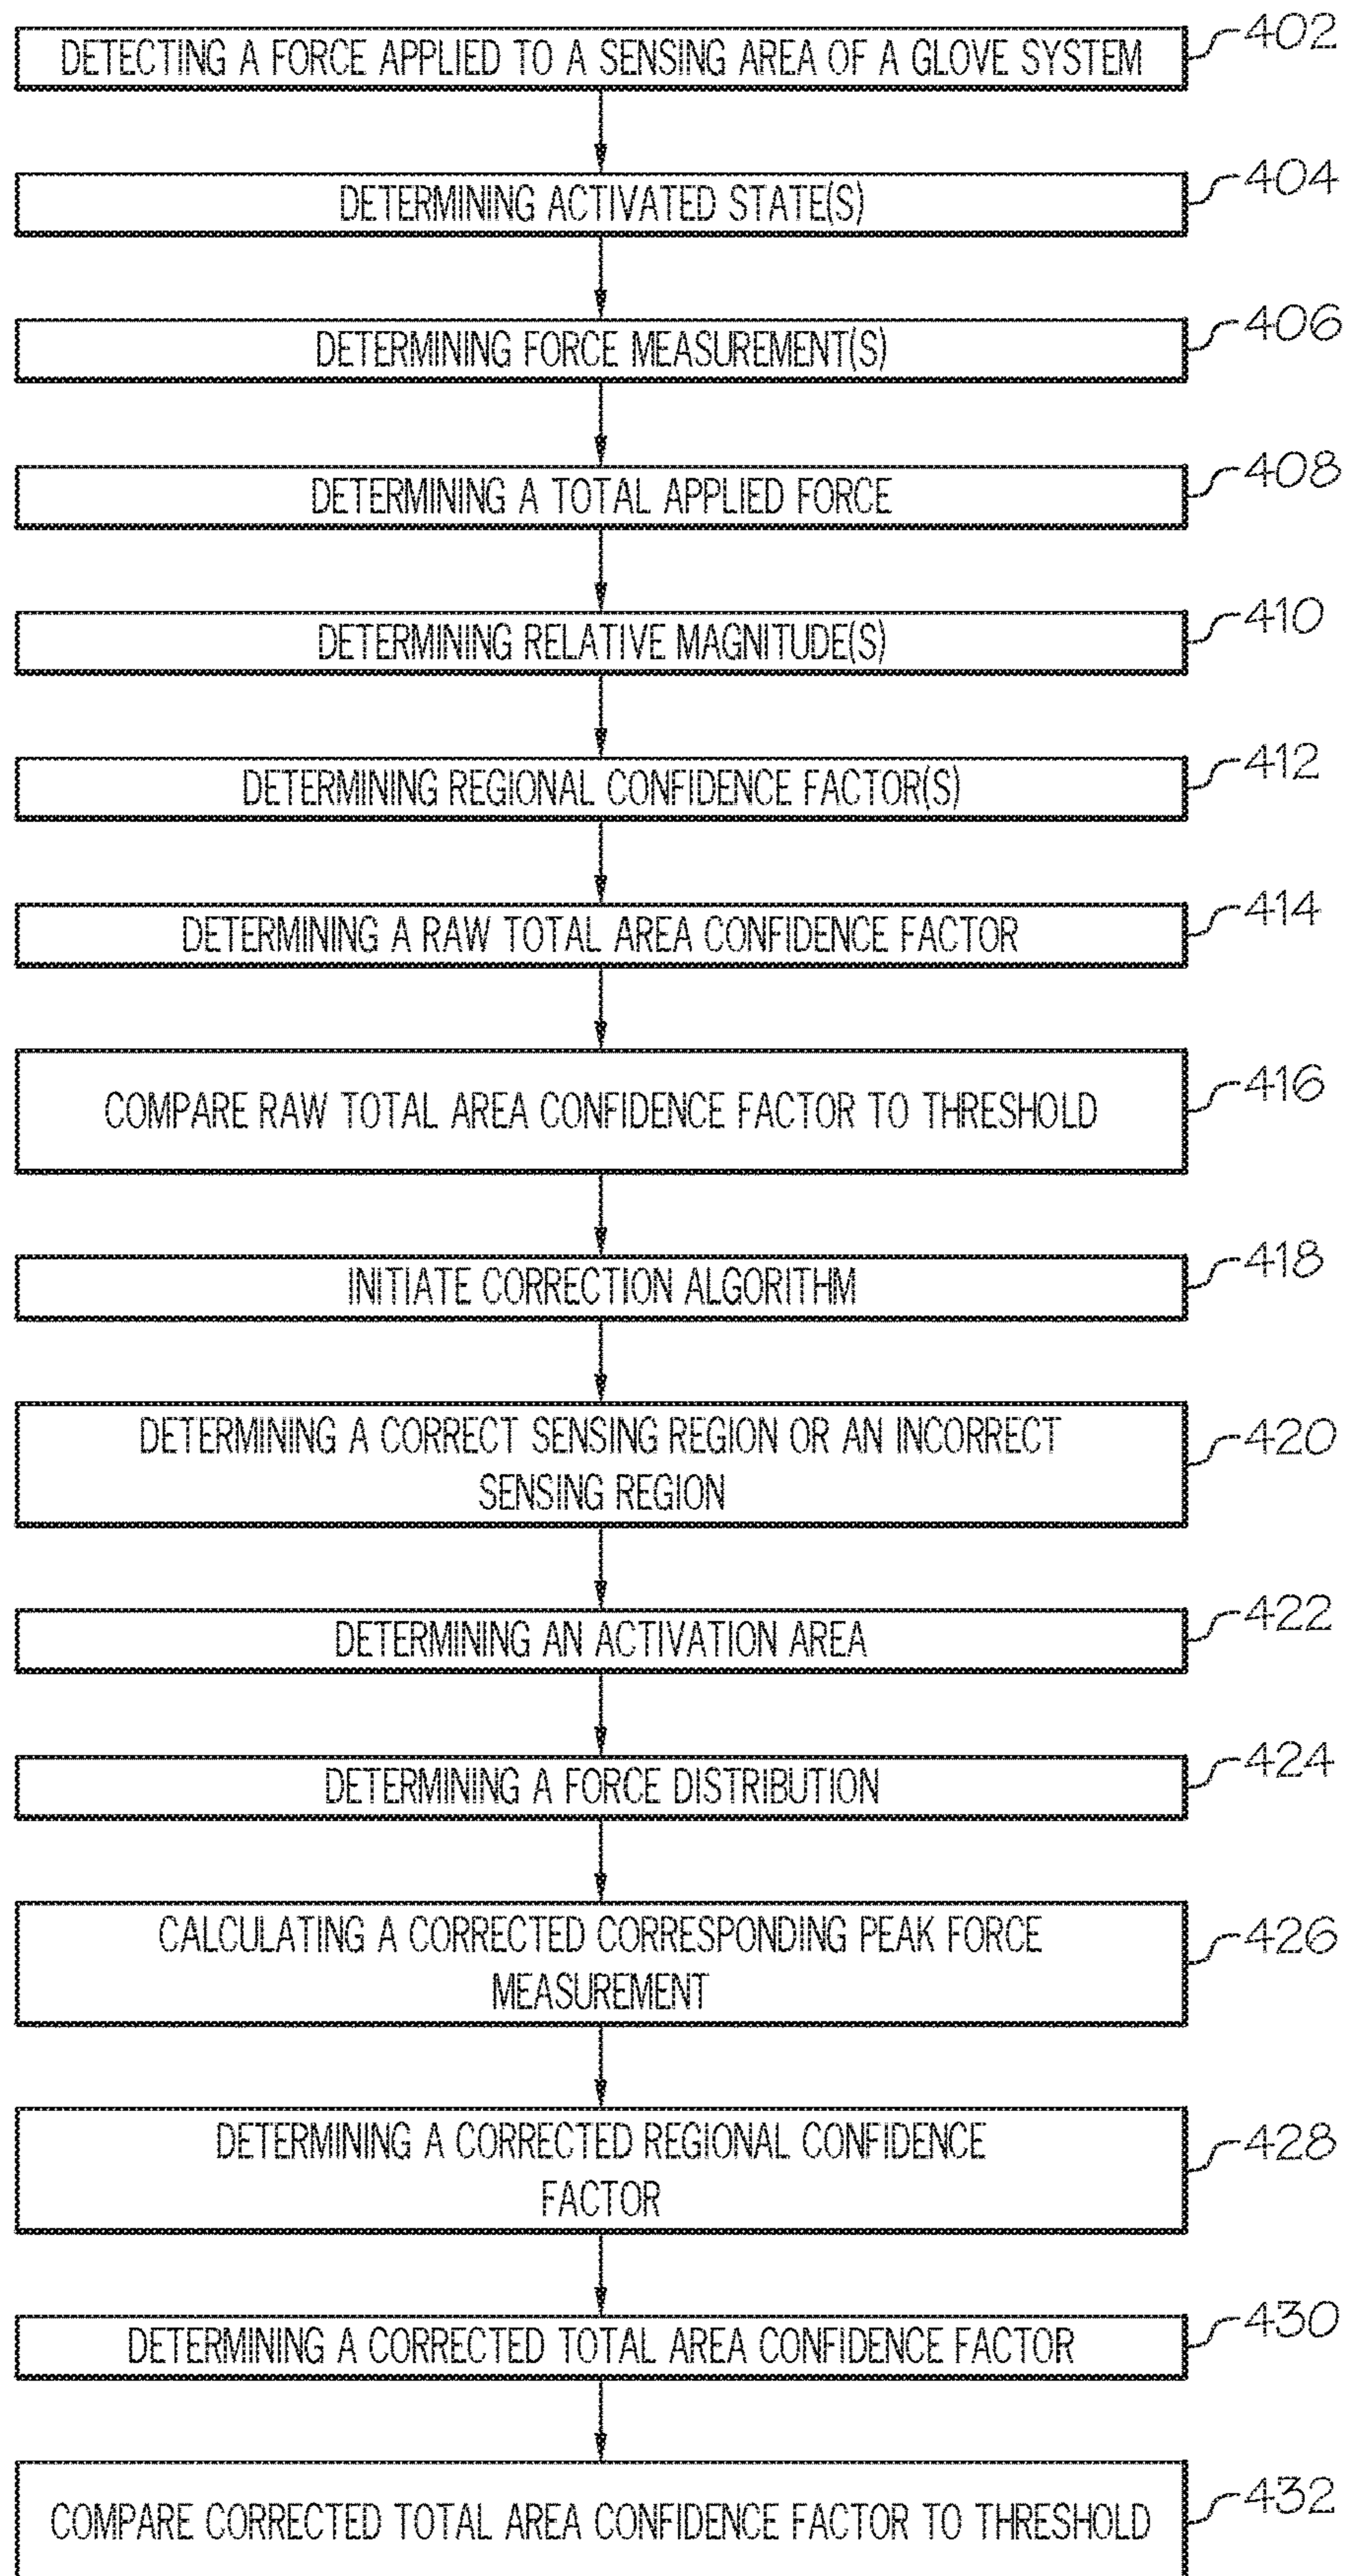 DETECTING A FORCE APPLIED TO A SENSING AREA OF A GLOVE SYSTEM
402
DETERMINING ACTIVATED STATE(S)
404
DETERMINING FORCE MEASUREMENT(S)
406
DETERMINING A TOTAL APPLIED FORCE
408
DETERMINING RELATIVE MAGNITUDE(S)
410
DETERMINING REGIONAL CONFIDENCE FACTOR(S)
412
DETERMINING A RAW TOTAL AREA CONFIDENCE FACTOR
414
COMPARE RAW TOTAL AREA CONFIDENCE FACTOR TO THRESHOLD
416
INITIATE CORRECTION ALGORITHM
418
DETERMINING A CORRECT SENSING REGION OR AN INCORRECT
SENSING REGION
420
DETERMINING AN ACTIVATION AREA
422
DETERMINING A FORCE DISTRIBUTION
424
CALCULATING A CORRECTED CORRESPONDING PEAK FORCE
MEASUREMENT
426
DETERMINING A CORRECTED REGIONAL CONFIDENCE
FACTOR
428
DETERMINING A CORRECTED TOTAL AREA CONFIDENCE FACTOR
430
COMPARE CORRECTED TOTAL AREA CONFIDENCE FACTOR TO THRESHOLD
432